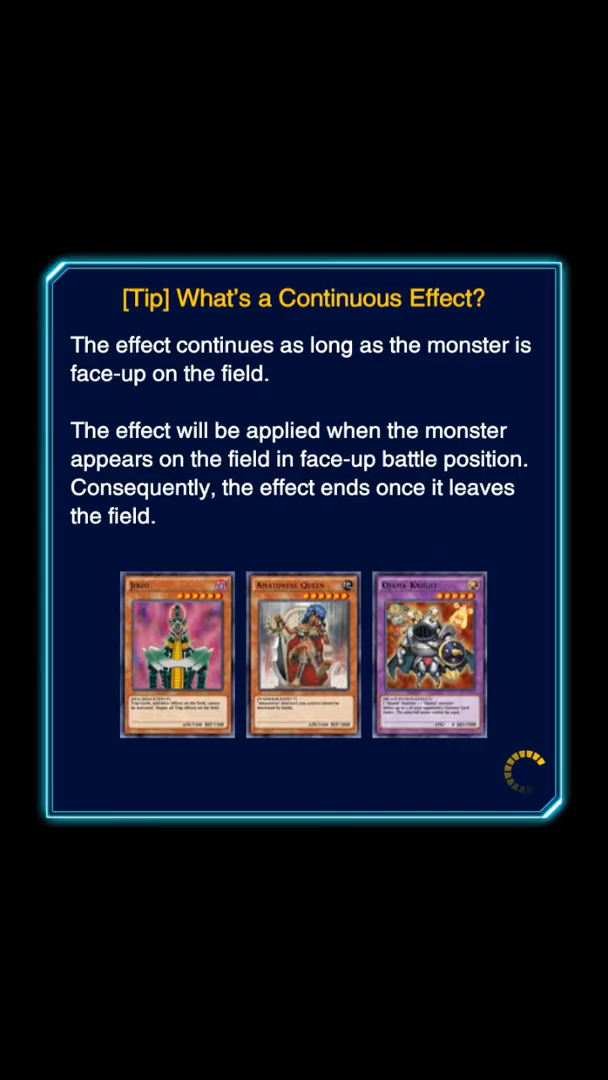 [Tip] What's a Continuous Effect?
The effect continues as long as the monster is
face-up on the field.
The effect will be applied when the monster
appears on the field in face-up battle position.
Consequently, the effect ends once it leaves
the field.
Jinzo
Amazoness Queen
Ojama Knight